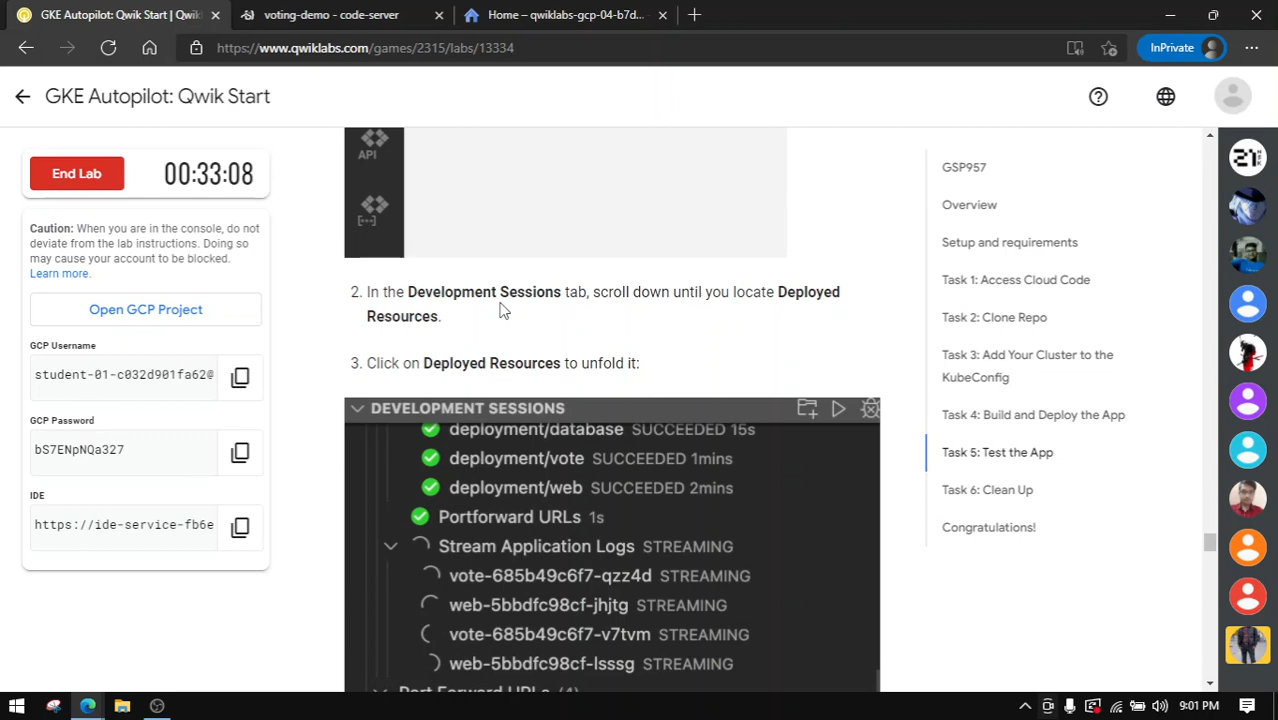 GKE Autopilot: Qwik Start | Qwikl
voting-demo - code-server
Home – qwiklabs-gcp-04-b7d...
https://www.qwiklabs.com/games/2315/labs/13334
InPrivate
GKE Autopilot: Qwik Start
End Lab
00:33:08
Caution: When you are in the console, do not
deviate from the lab instructions. Doing so
may cause your account to be blocked.
Learn more.
Open GCP Project
GCP Username
student-01-c032d901fa62@
GCP Password
bS7ENpNQa327
IDE
https://ide-service-fb6e
API
[...]
2. In the Development Sessions tab, scroll down until you locate Deployed
Resources.
3. Click on Deployed Resources to unfold it:
DEVELOPMENT SESSIONS
deployment/database SUCCEEDED 15s
deployment/vote SUCCEEDED 1mins
deployment/web SUCCEEDED 2mins
Portforward URLs 1s
Stream Application Logs STREAMING
vote-685b49c6f7-qzz4d STREAMING
web-5bbdfc98cf-jhjtg STREAMING
vote-685b49c6f7-v7tvm STREAMING
web-5bbdfc98cf-lsssg STREAMING
Port Forward URLs (4)
GSP957
Overview
Setup and requirements
Task 1: Access Cloud Code
Task 2: Clone Repo
Task 3: Add Your Cluster to the
KubeConfig
Task 4: Build and Deploy the App
Task 5: Test the App
Task 6: Clean Up
Congratulations!
21
9:01 PM